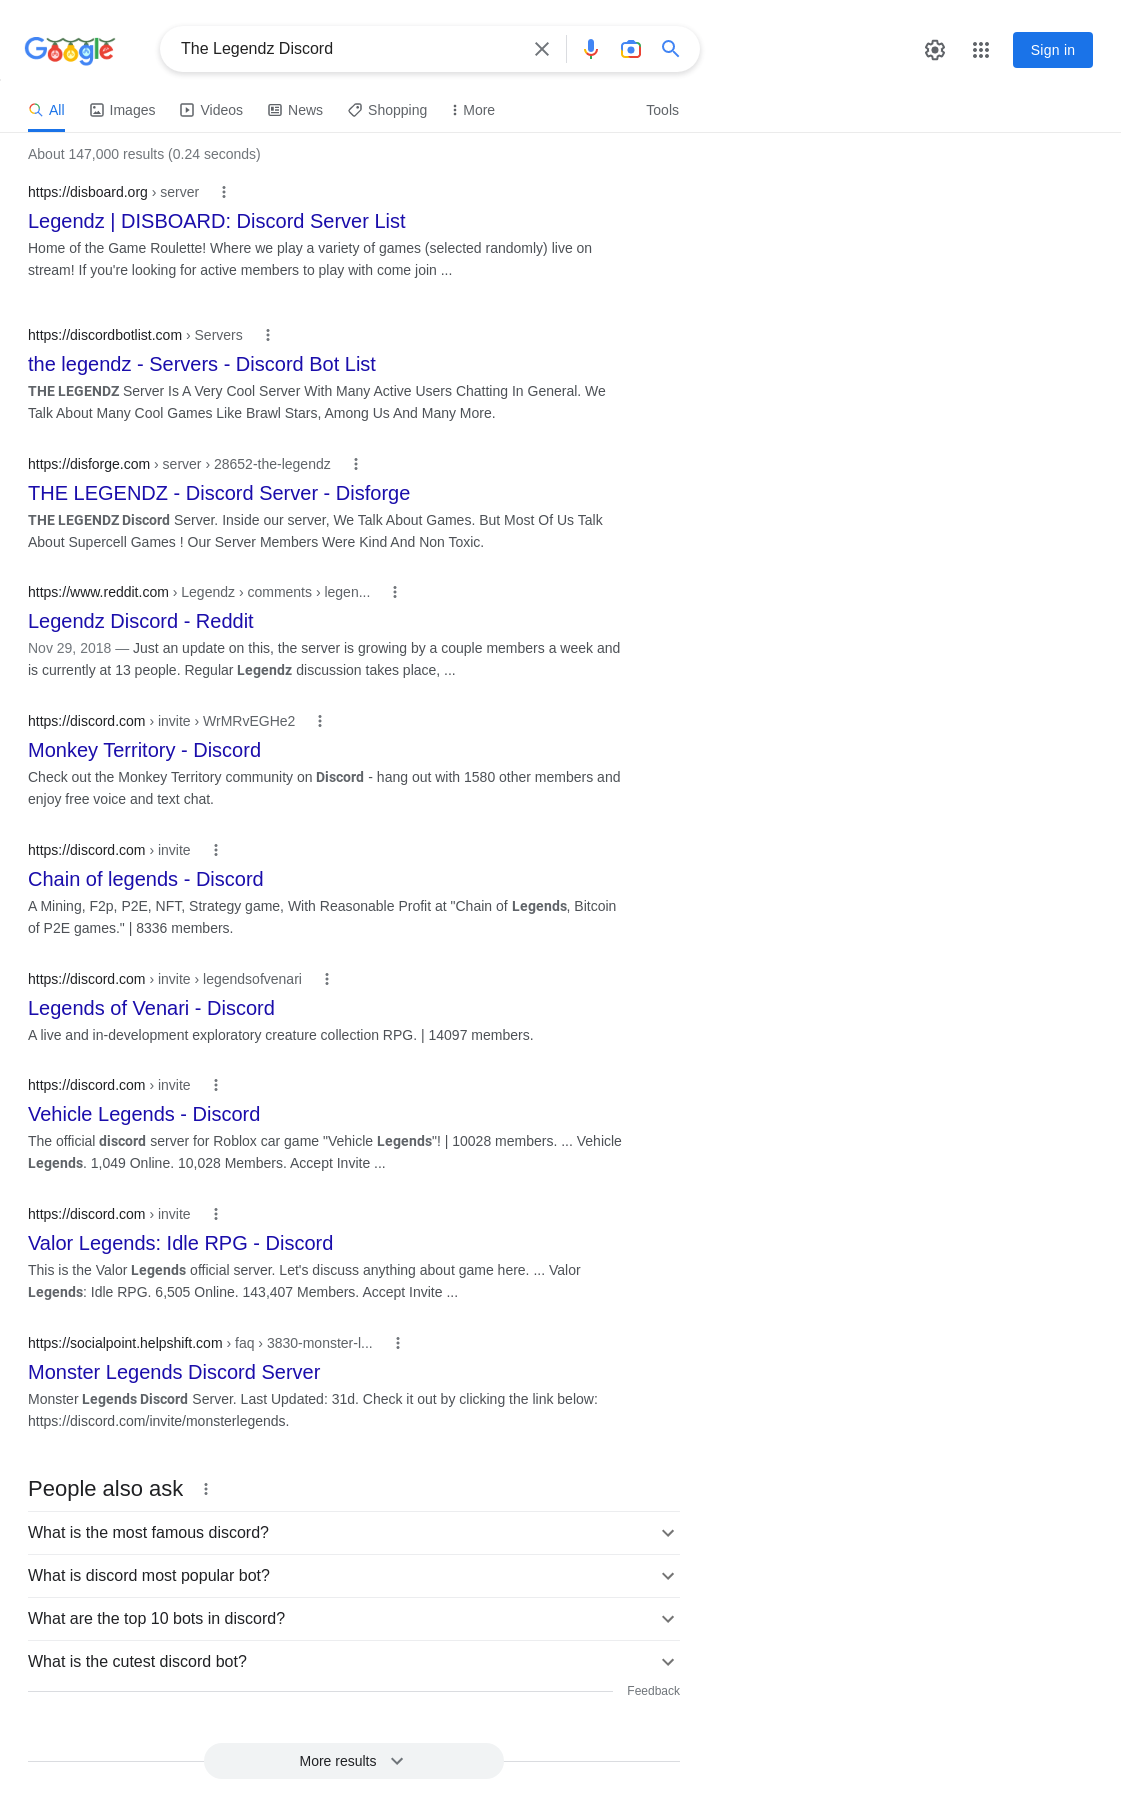 Google
The Legendz Discord
Sign in
All
Images
Videos
News
Shopping
More
Tools
About 147,000 results (0.24 seconds)
https://disboard.org › server
Legendz | DISBOARD: Discord Server List
Home of the Game Roulette! Where we play a variety of games (selected randomly) live on
stream! If you're looking for active members to play with come join ...
https://discordbotlist.com › Servers
the legendz - Servers - Discord Bot List
THE LEGENDZ Server Is A Very Cool Server With Many Active Users Chatting In General. We
Talk About Many Cool Games Like Brawl Stars, Among Us And Many More.
https://disforge.com › server › 28652-the-legendz
THE LEGENDZ - Discord Server - Disforge
THE LEGENDZ Discord Server. Inside our server, We Talk About Games. But Most Of Us Talk
About Supercell Games ! Our Server Members Were Kind And Non Toxic.
https://www.reddit.com › Legendz › comments › legen...
Legendz Discord - Reddit
Nov 29, 2018 — Just an update on this, the server is growing by a couple members a week and
is currently at 13 people. Regular Legendz discussion takes place, ...
https://discord.com › invite › WrMRvEGHe2
Monkey Territory - Discord
Check out the Monkey Territory community on Discord - hang out with 1580 other members and
enjoy free voice and text chat.
https://discord.com › invite
Chain of legends - Discord
A Mining, F2p, P2E, NFT, Strategy game, With Reasonable Profit at "Chain of Legends, Bitcoin
of P2E games." | 8336 members.
https://discord.com › invite › legendsofvenari
Legends of Venari - Discord
A live and in-development exploratory creature collection RPG. | 14097 members.
https://discord.com › invite
Vehicle Legends - Discord
The official discord server for Roblox car game "Vehicle Legends"! | 10028 members. ... Vehicle
Legends. 1,049 Online. 10,028 Members. Accept Invite ...
https://discord.com › invite
Valor Legends: Idle RPG - Discord
This is the Valor Legends official server. Let's discuss anything about game here. ... Valor
Legends: Idle RPG. 6,505 Online. 143,407 Members. Accept Invite ...
https://socialpoint.helpshift.com › faq › 3830-monster-l...
Monster Legends Discord Server
Monster Legends Discord Server. Last Updated: 31d. Check it out by clicking the link below:
https://discord.com/invite/monsterlegends.
People also ask
What is the most famous discord?
What is discord most popular bot?
What are the top 10 bots in discord?
What is the cutest discord bot?
Feedback
More results